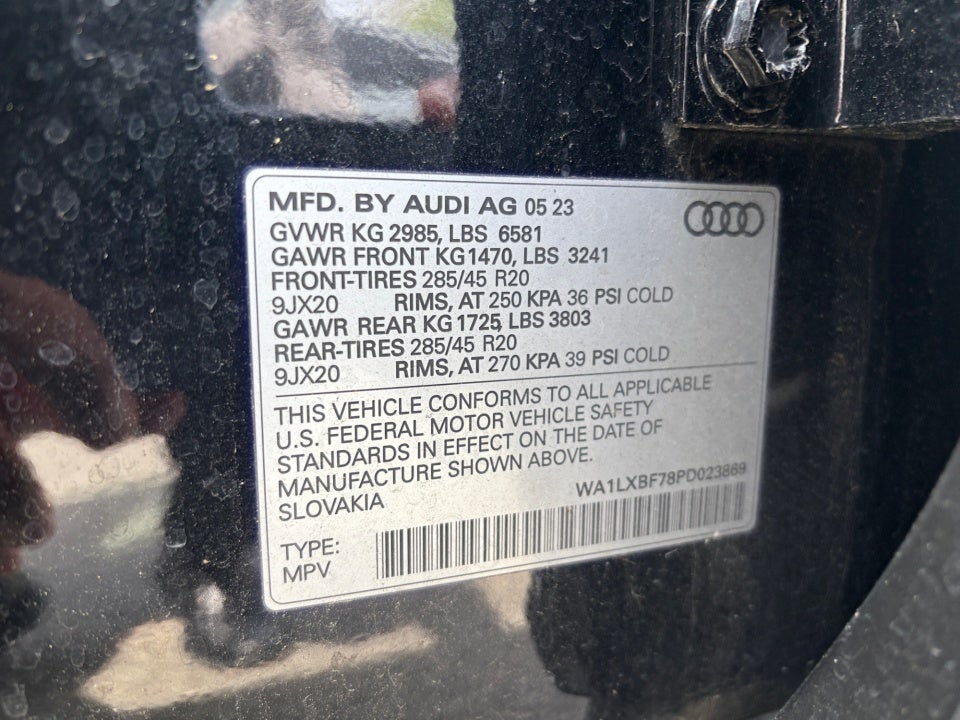 MFD. BY AUDI AG 05 23
GVWR KG 2985, LBS 6581
GAWR FRONT KG1470, LBS 3241
FRONT-TIRES 285/45 R20
9JX20 RIMS, AT 250 KPA 36 PSI COLD
GAWR REAR KG 1725, LBS 3803
REAR-TIRES 285/45 R20
9JX20 RIMS, AT 270 KPA 39 PSI COLD
THIS VEHICLE CONFORMS TO ALL APPLICABLE
U.S. FEDERAL MOTOR VEHICLE SAFETY
STANDARDS IN EFFECT ON THE DATE OF
MANUFACTURE SHOWN ABOVE.
SLOVAKIA
WA1LXBF78PD023869
TYPE:
MPV